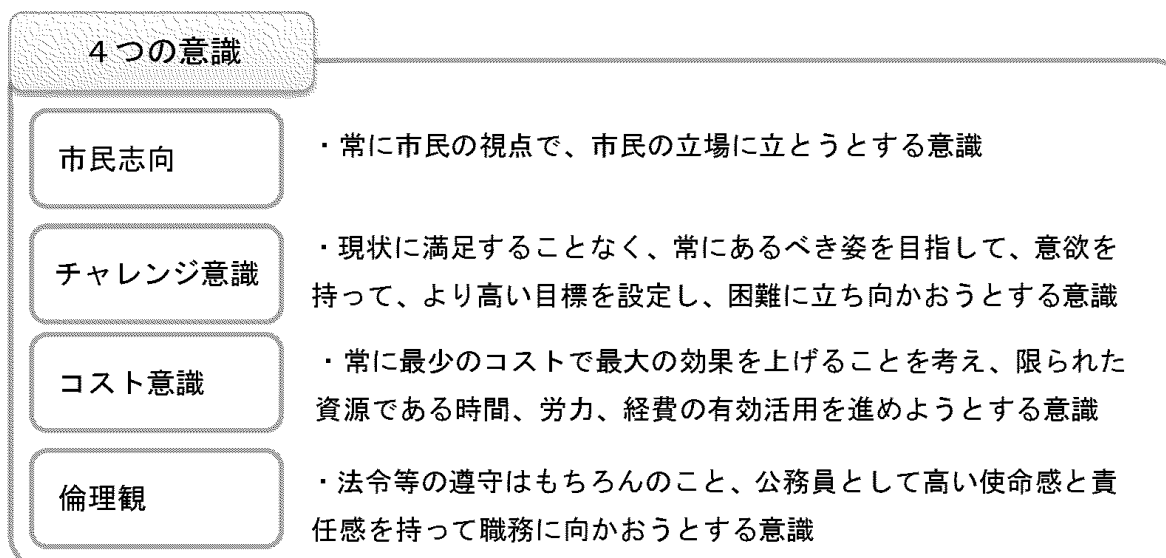 ４つの意識
市民志向
・常に市民の視点で、市民の立場に立とうとする意識
チャレンジ意識
・現状に満足することなく、常にあるべき姿を目指して、意欲を
持って、より高い目標を設定し、困難に立ち向かおうとする意識
コスト意識
・常に最少のコストで最大の効果を上げることを考え、限られた
資源である時間、労力、経費の有効活用を進めようとする意識
倫理観
・法令等の遵守はもちろんのこと、公務員として高い使命感と責
任感を持って職務に向かおうとする意識